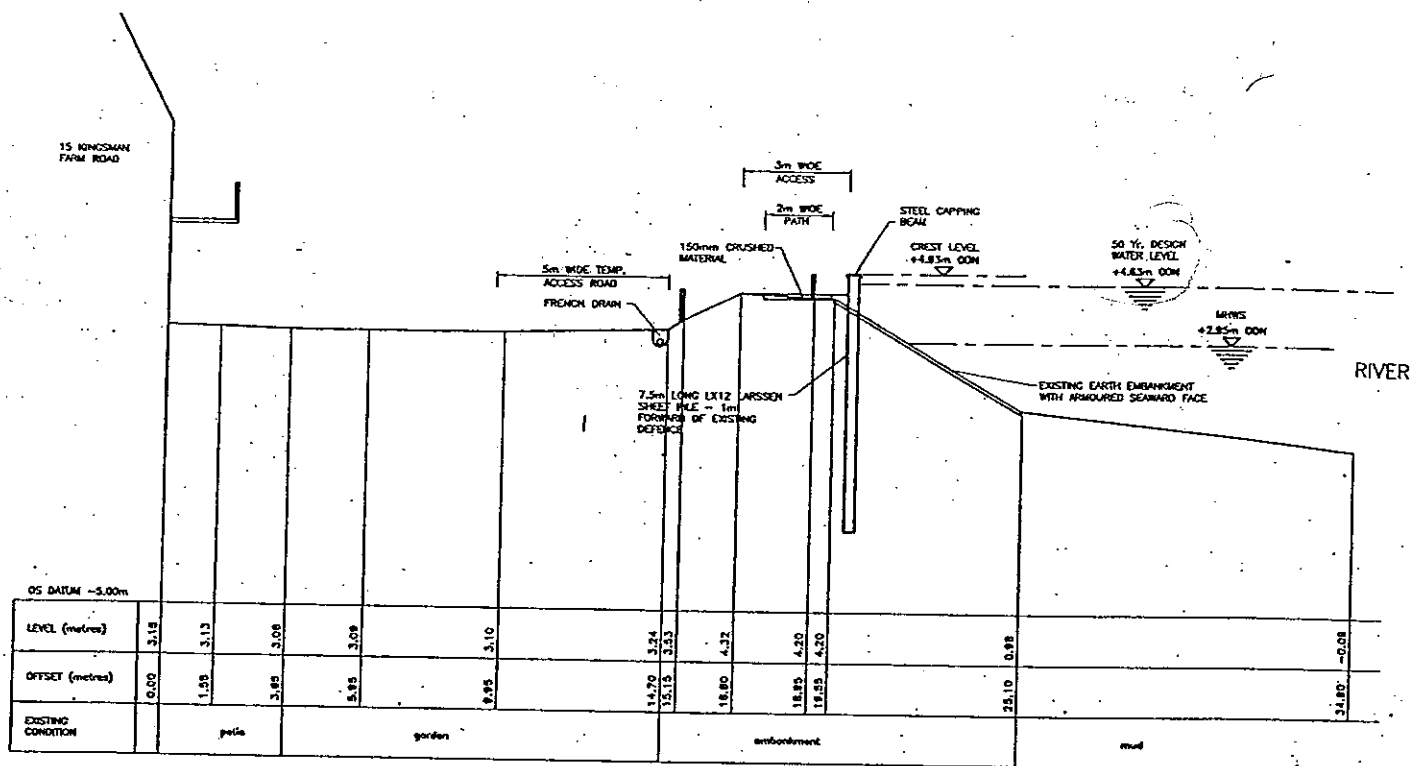 15 KINGSMAN
FARM ROAD
3m WIDE
ACCESS
2m WIDE
PATH
STEEL CAPPING
BEAM
150mm CRUSHED
MATERIAL
CREST LEVEL
+4.83m ODN
50 Yr. DESIGN
WATER LEVEL
+4.63m ODN
5m WIDE TEMP.
ACCESS ROAD
FRENCH DRAIN
MHWS
+2.85m ODN
RIVER
7.5m LONG LX12 LARSSEN
SHEET PILE - 1m
FORWARD OF EXISTING
DEFENCE
EXISTING EARTH EMBANKMENT
WITH ARMOURED SEAWARD FACE
OS DATUM -5.00m
LEVEL (metres) 3.15 3.13 3.08 3.09 3.10 3.24 3.53 4.32 4.20 4.20 0.98 -0.08
OFFSET (metres) 0.00 1.58 3.85 5.95 9.95 14.70 15.15 16.80 18.95 19.55 25.10 34.90
EXISTING
CONDITION
patio garden embankment mud